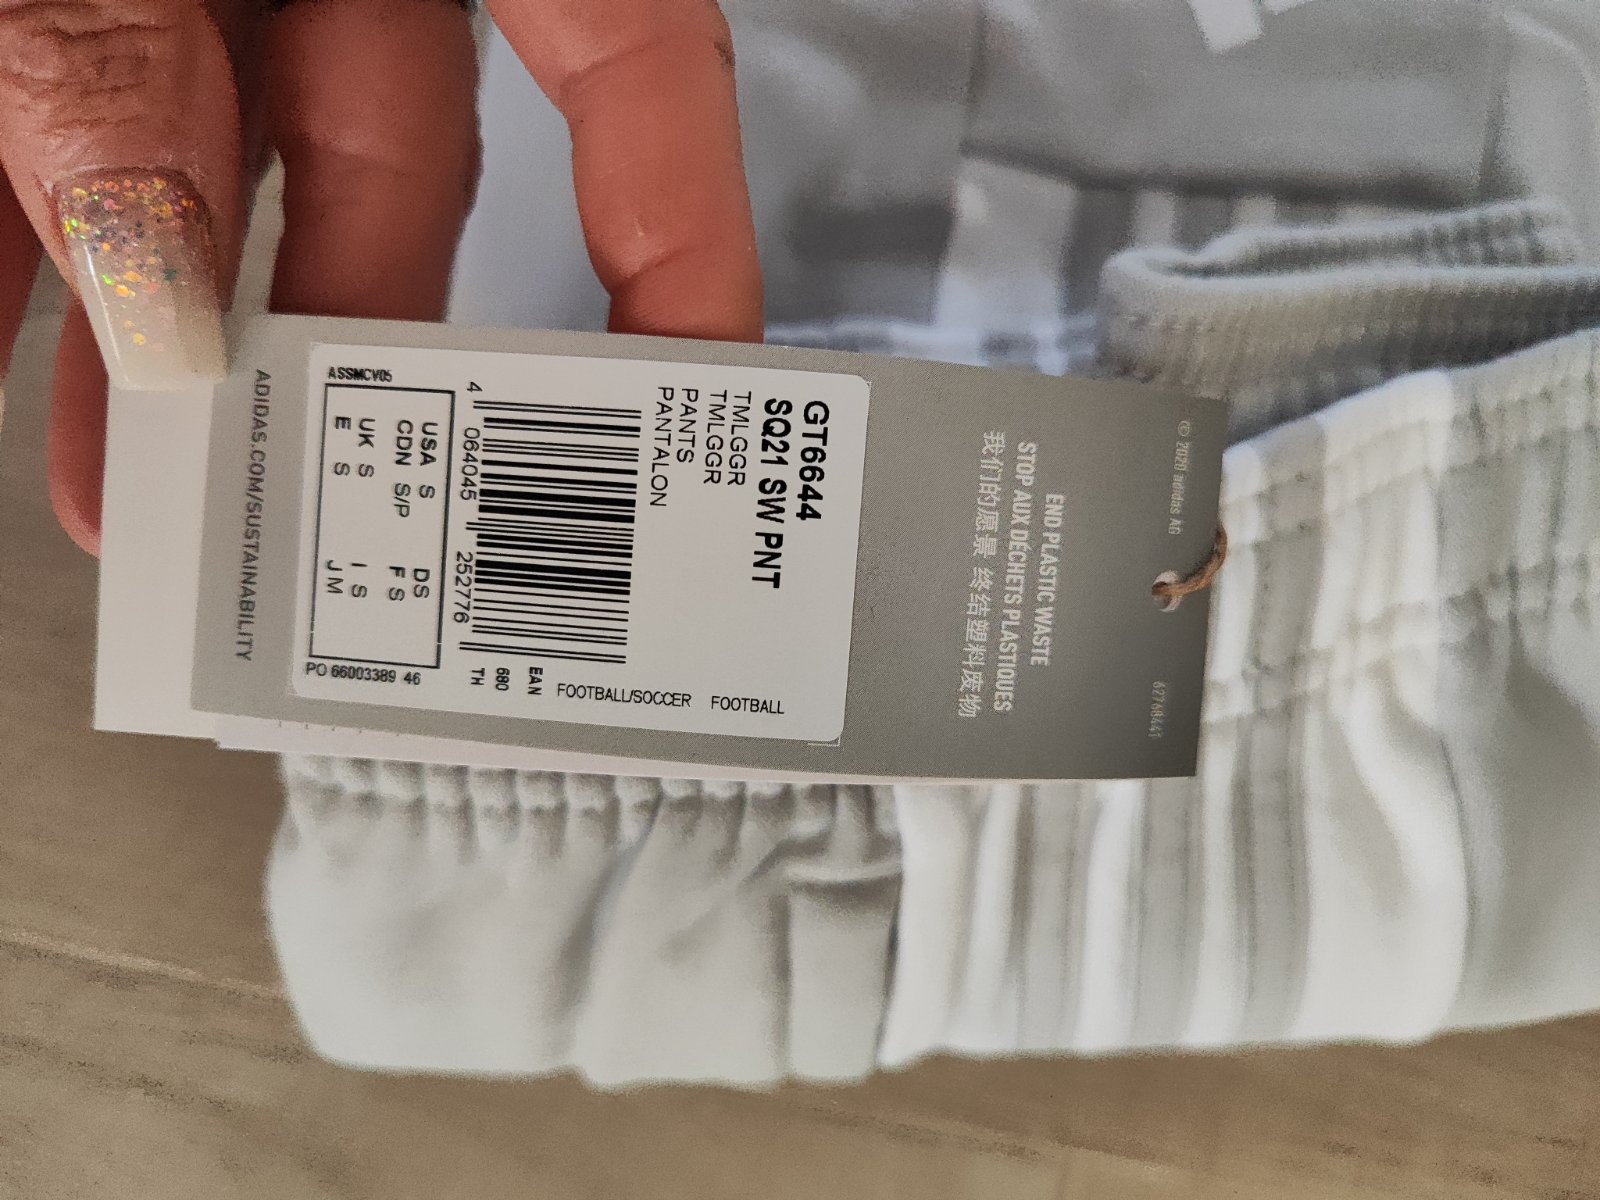 © 2020 adidas AG
62768441
END PLASTIC WASTE
STOP AUX DÉCHETS PLASTIQUES
我们的愿景 终结塑料废物
GT6644
SQ21 SW PNT
TMLGGR
TMLGGR
PANTS
PANTALON
FOOTBALL/SOCCER FOOTBALL
EAN
680
TH
4 064045 252776
USA S DS
CDN S/P F S
UK S I S
E S J M
ASSMCV05
PO 66003389 46
ADIDAS.COM/SUSTAINABILITY